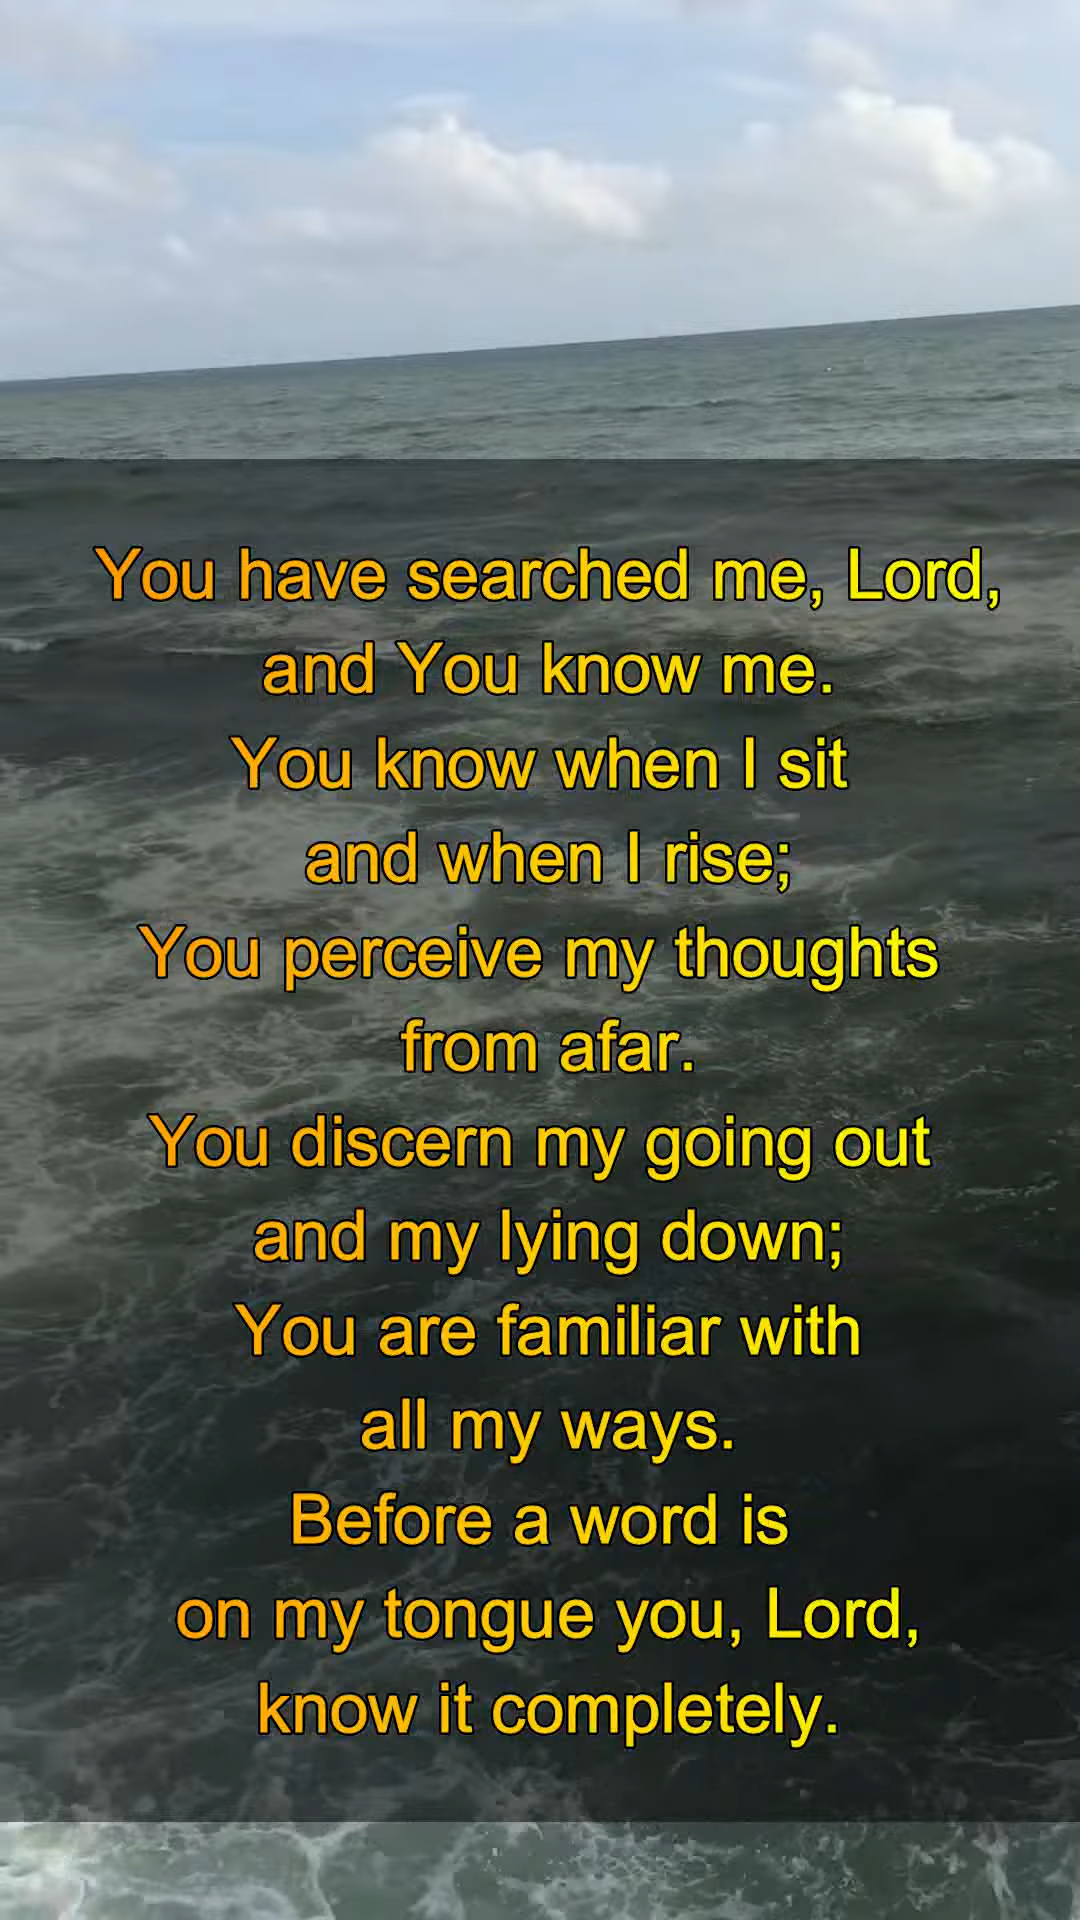 You have searched me, Lord,
and You know me.
You know when I sit
and when I rise;
You perceive my thoughts
from afar.
You discern my going out
and my lying down;
You are familiar with
all my ways.
Before a word is
on my tongue you, Lord,
know it completely.